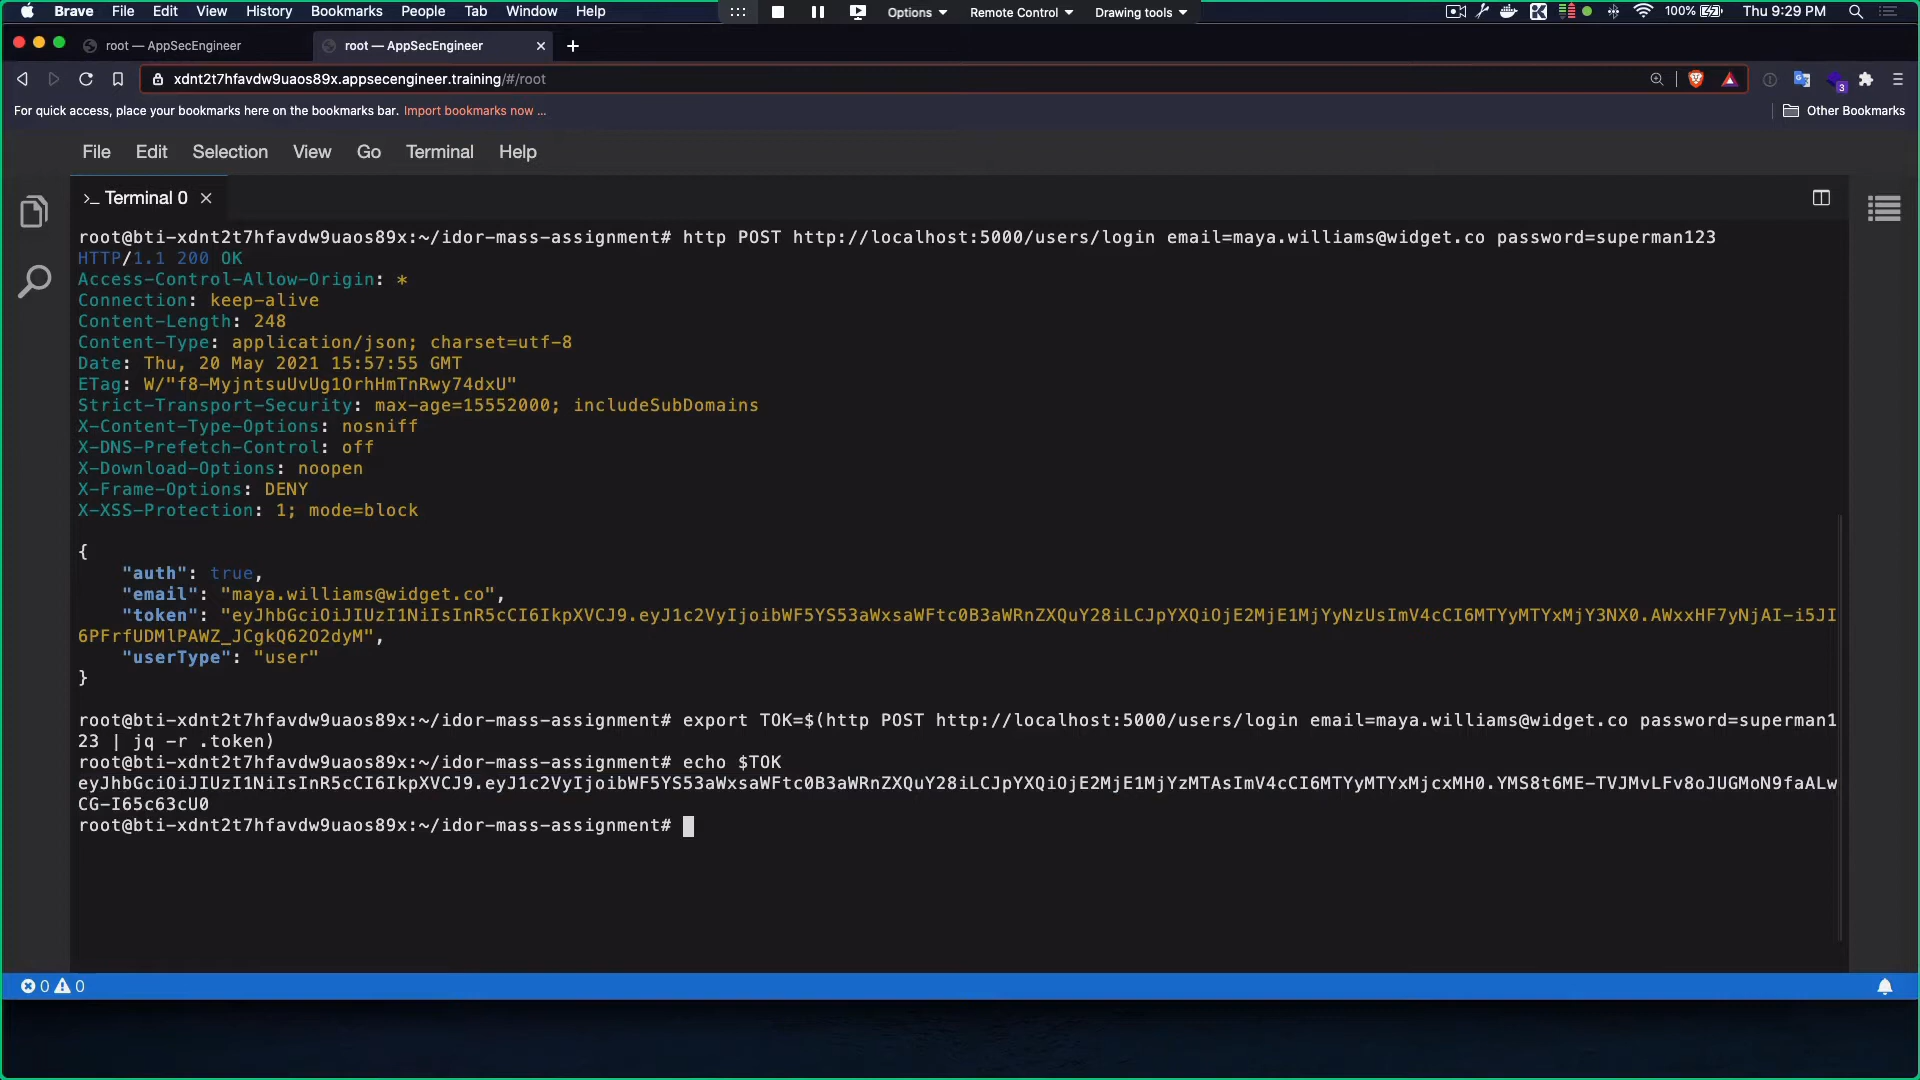 Brave File Edit View History Bookmarks People Tab Window Help Options Remote Control Drawing tools 100% Thu 9:29 PM
root — AppSecEngineer root — AppSecEngineer
xdnt2t7hfavdw9uaos89x.appsecengineer.training/#/root
3
For quick access, place your bookmarks here on the bookmarks bar. Import bookmarks now ... Other Bookmarks
File Edit Selection View Go Terminal Help
>_ Terminal 0
root@bti-xdnt2t7hfavdw9uaos89x:~/idor-mass-assignment# http POST http://localhost:5000/users/login email=maya.williams@widget.co password=superman123
HTTP/1.1 200 OK
Access-Control-Allow-Origin: *
Connection: keep-alive
Content-Length: 248
Content-Type: application/json; charset=utf-8
Date: Thu, 20 May 2021 15:57:55 GMT
ETag: W/"f8-MyjntsuUvUg1OrhHmTnRwy74dxU"
Strict-Transport-Security: max-age=15552000; includeSubDomains
X-Content-Type-Options: nosniff
X-DNS-Prefetch-Control: off
X-Download-Options: noopen
X-Frame-Options: DENY
X-XSS-Protection: 1; mode=block
{
"auth": true,
"email": "maya.williams@widget.co",
"token": "eyJhbGciOiJIUzI1NiIsInR5cCI6IkpXVCJ9.eyJ1c2VyIjoibWF5YS53aWxsaWFtc0B3aWRnZXQuY28iLCJpYXQiOjE2MjE1MjYyNzUsImV4cCI6MTYyMTYxMjY3NX0.AWxxHF7yNjAI-i5JI
6PFrfUDMlPAWZ_JCgkQ62O2dyM",
"userType": "user"
}
root@bti-xdnt2t7hfavdw9uaos89x:~/idor-mass-assignment# export TOK=$(http POST http://localhost:5000/users/login email=maya.williams@widget.co password=superman1
23 | jq -r .token)
root@bti-xdnt2t7hfavdw9uaos89x:~/idor-mass-assignment# echo $TOK
eyJhbGciOiJIUzI1NiIsInR5cCI6IkpXVCJ9.eyJ1c2VyIjoibWF5YS53aWxsaWFtc0B3aWRnZXQuY28iLCJpYXQiOjE2MjE1MjYzMTAsImV4cCI6MTYyMTYxMjcxMH0.YMS8t6ME-TVJMvLFv8oJUGMoN9faALw
CG-I65c63cU0
root@bti-xdnt2t7hfavdw9uaos89x:~/idor-mass-assignment#
0 0